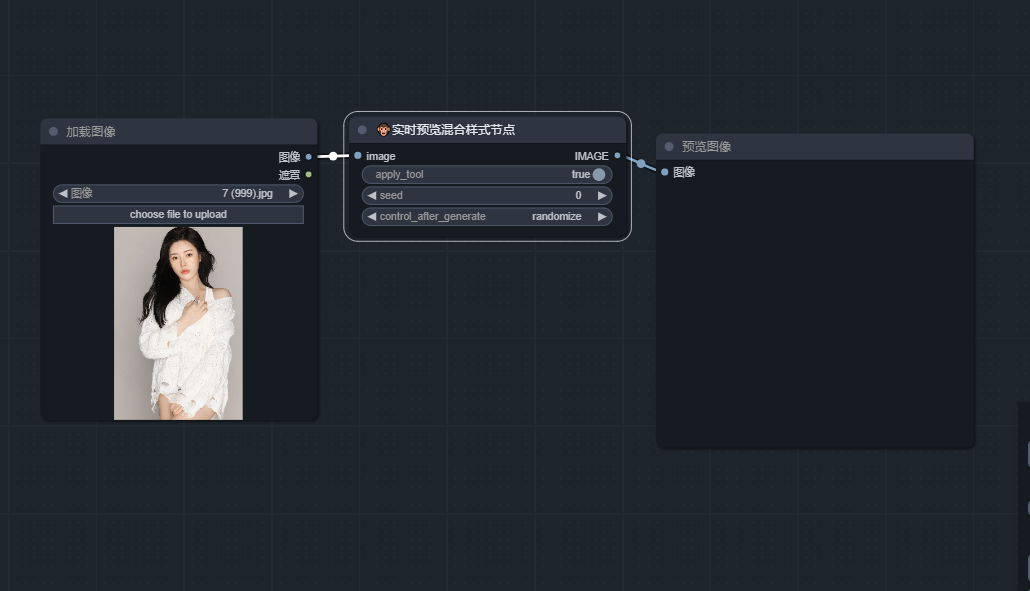 加载图像
图像
遮罩
图像 7 (999).jpg
choose file to upload
实时预览混合样式节点
image IMAGE
apply_tool true
seed 0
control_after_generate randomize
预览图像
图像